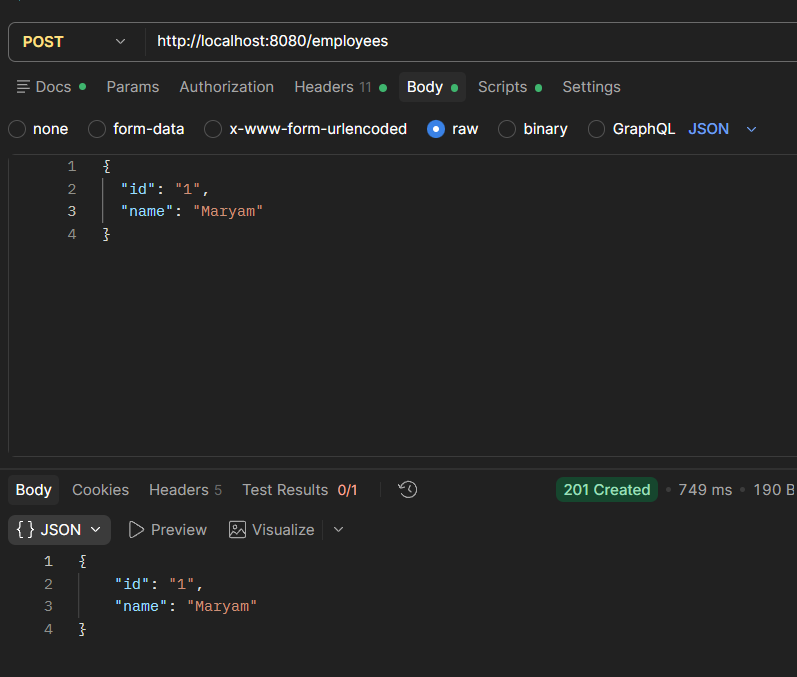 POST http://localhost:8080/employees
Docs Params Authorization Headers 11 Body Scripts Settings
none form-data x-www-form-urlencoded raw binary GraphQL JSON
1 {
2 "id": "1",
3 "name": "Maryam"
4 }
Body Cookies Headers 5 Test Results 0/1 201 Created • 749 ms • 190 B
{} JSON Preview Visualize
1 {
2 "id": "1",
3 "name": "Maryam"
4 }